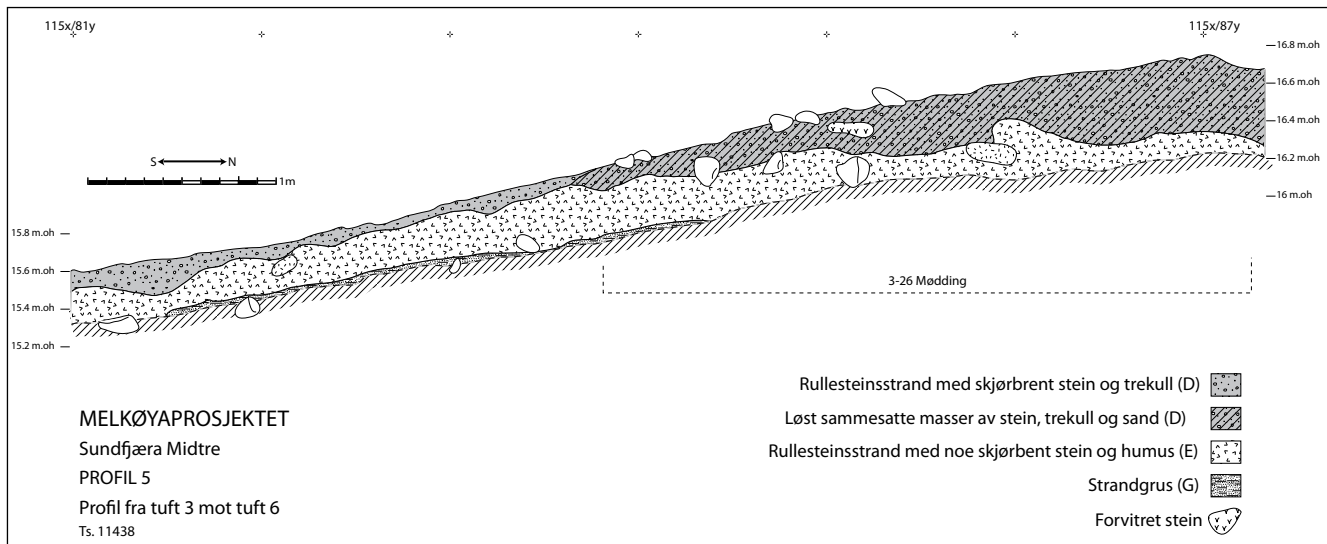 115x/81y
115x/87y
16.8 m.oh
16.6 m.oh
16.4 m.oh
16.2 m.oh
16 m.oh
S N
1m
15.8 m.oh
15.6 m.oh
15.4 m.oh
15.2 m.oh
3-26 Mødding
Rullesteinsstrand med skjørbrent stein og trekull (D)
Løst sammesatte masser av stein, trekull og sand (D)
Rullesteinsstrand med noe skjørbent stein og humus (E)
Strandgrus (G)
Forvitret stein
MELKØYAPROSJEKTET
Sundfjæra Midtre
PROFIL 5
Profil fra tuft 3 mot tuft 6
Ts. 11438